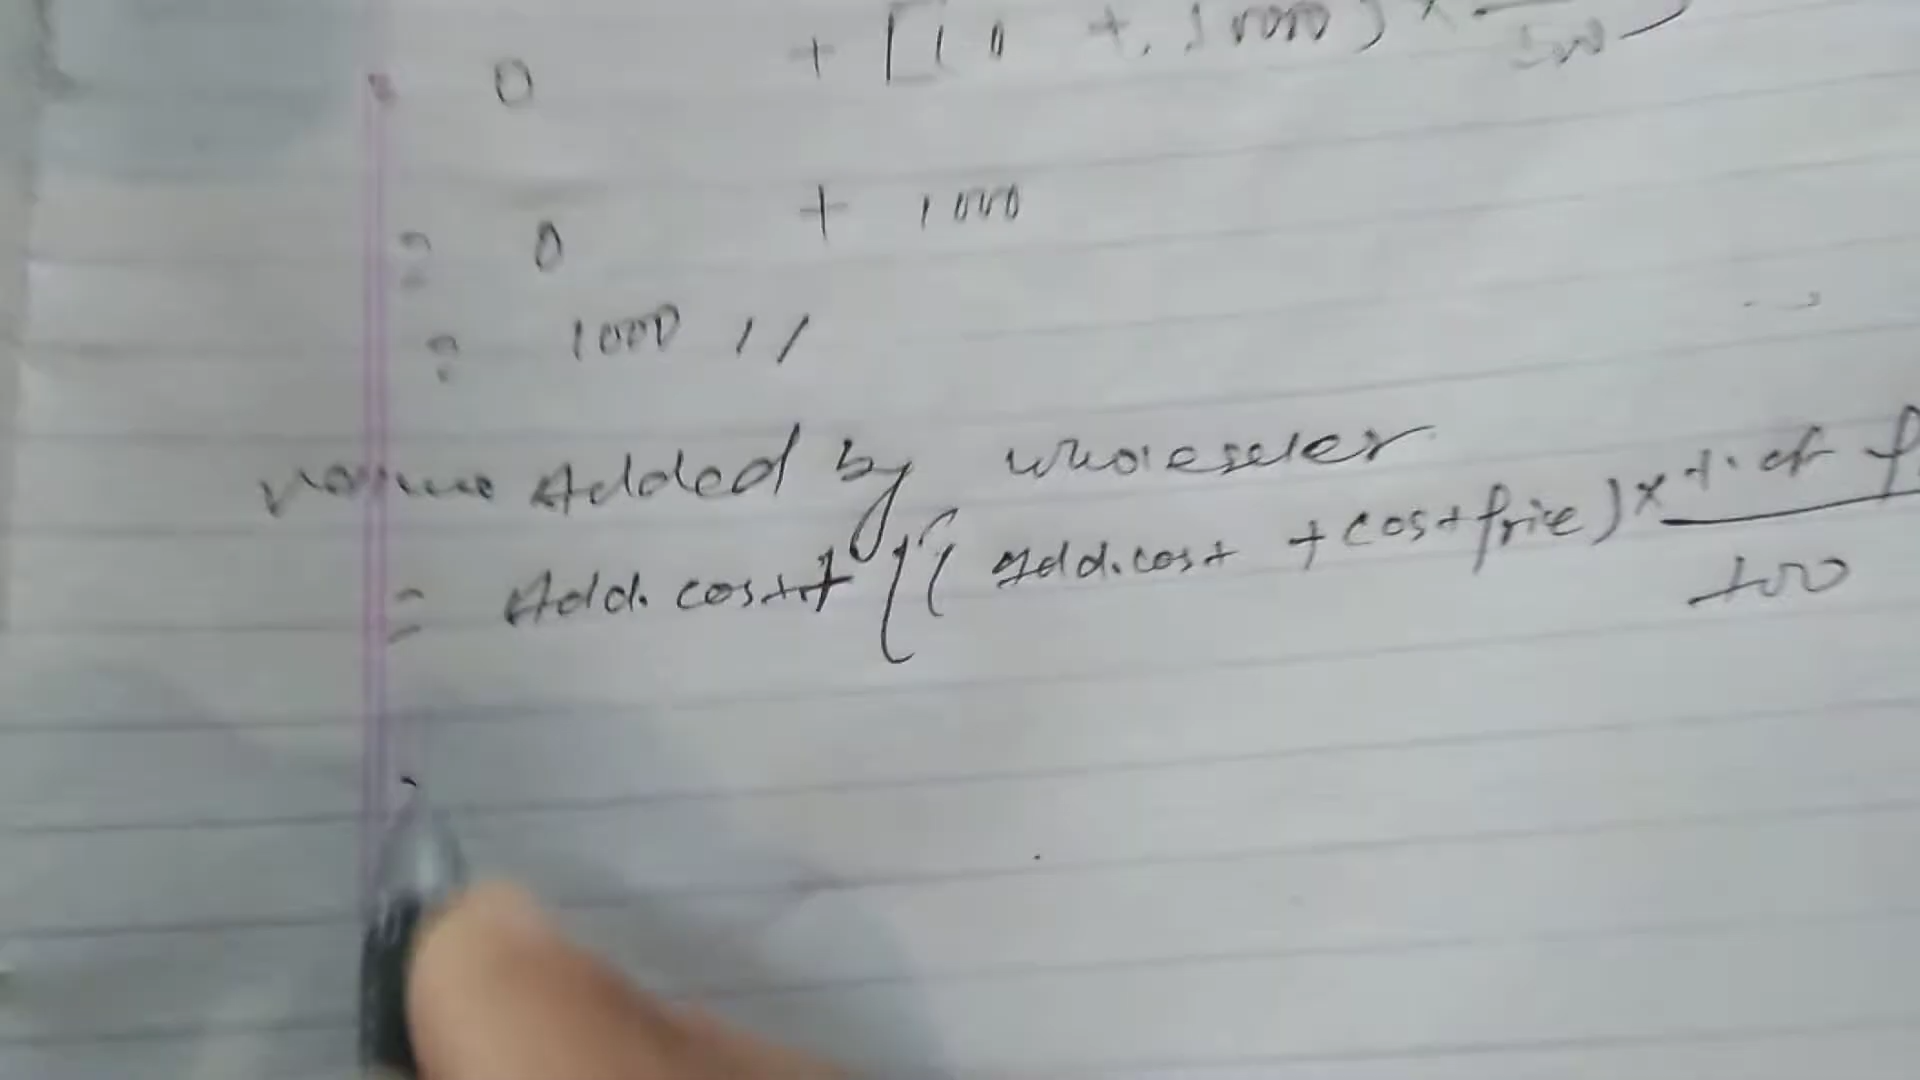 = 0 + [(0 + 1000) ×
= 0 + 1000
= 1000 //
Value Added by wholeseler
= Add. cost + [( Add. cost + cost price) × %. of
100